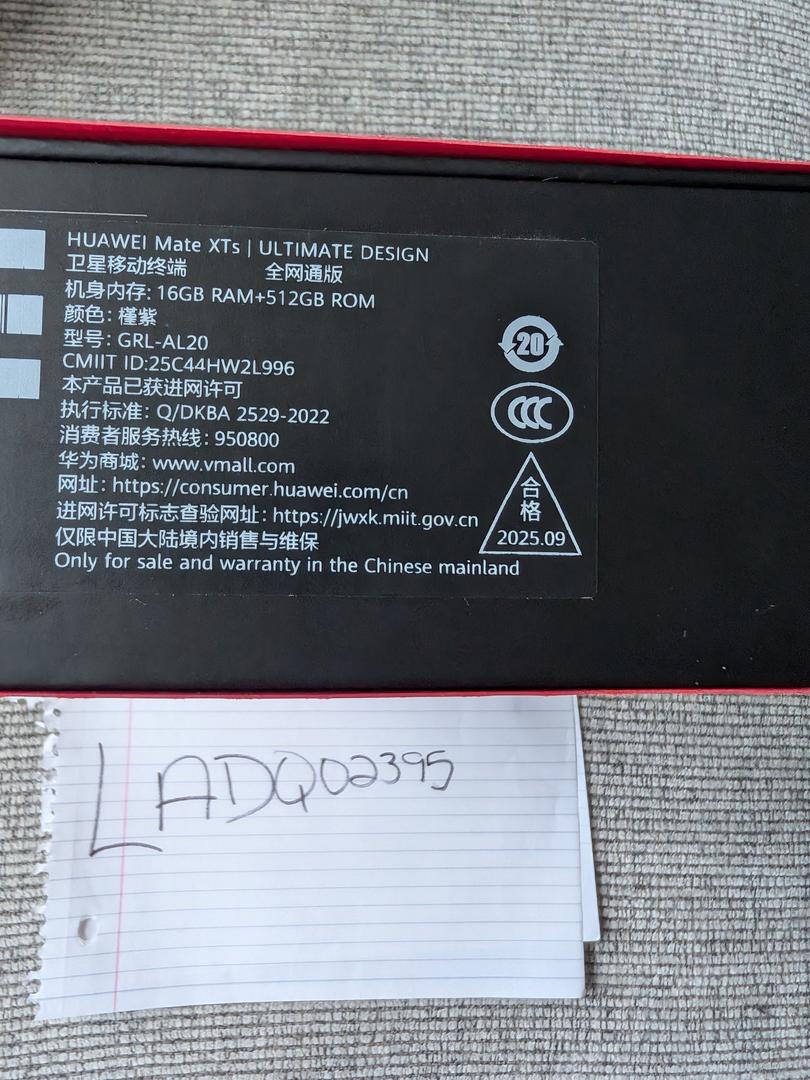 HUAWEI Mate XTs | ULTIMATE DESIGN
卫星移动终端 全网通版
机身内存: 16GB RAM+512GB ROM
颜色: 槿紫
型号: GRL-AL20
CMIIT ID:25C44HW2L996
本产品已获进网许可
执行标准: Q/DKBA 2529-2022
消费者服务热线: 950800
华为商城: www.vmall.com
网址: https://consumer.huawei.com/cn
进网许可标志查验网址: https://jwxk.miit.gov.cn
仅限中国大陆境内销售与维保
Only for sale and warranty in the Chinese mainland
20
CCC
合
格
2025.09
LADQ02395